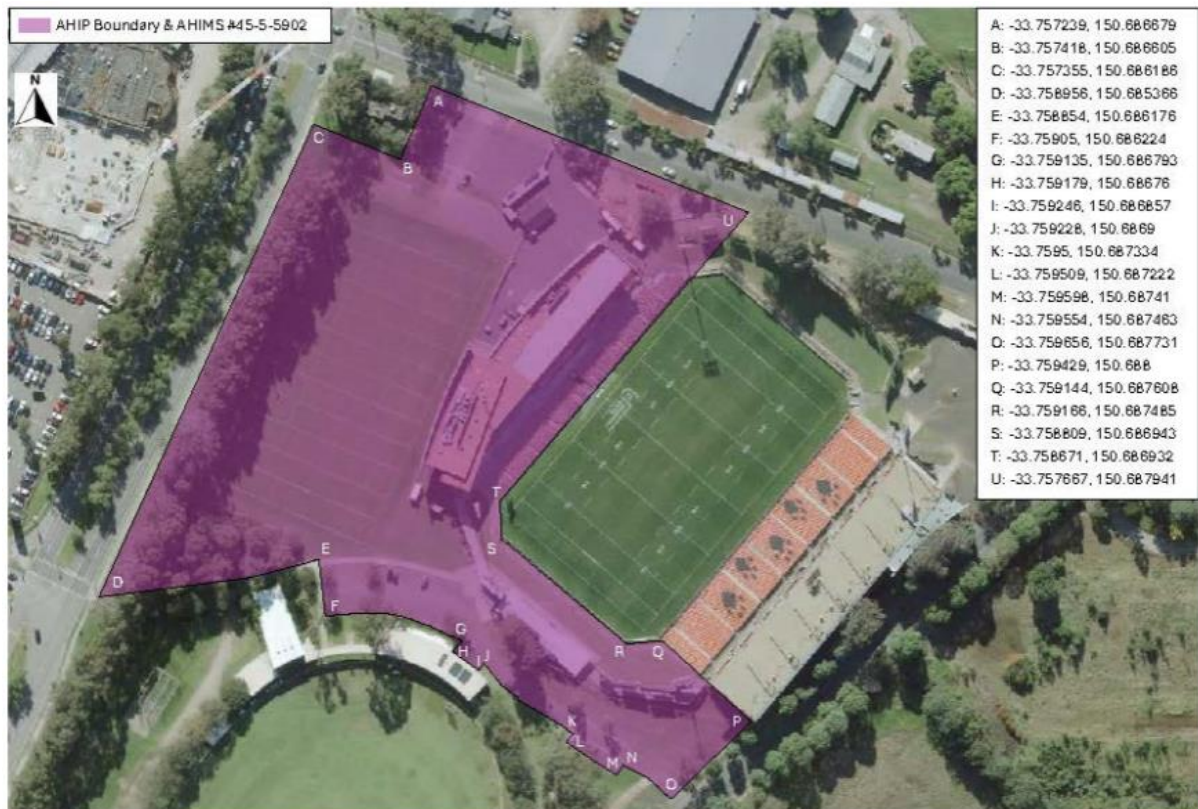 AHIP Boundary & AHIMS #45-5-5902
N
A: -33.757239, 150.686679
B: -33.757418, 150.686605
C: -33.757355, 150.686186
D: -33.758956, 150.685366
E: -33.758854, 150.686176
F: -33.75905, 150.686224
G: -33.759135, 150.686793
H: -33.759179, 150.68676
I: -33.759246, 150.686857
J: -33.759228, 150.6869
K: -33.7595, 150.687334
L: -33.759509, 150.687222
M: -33.759598, 150.68741
N: -33.759554, 150.687463
O: -33.759656, 150.687731
P: -33.759429, 150.688
Q: -33.759144, 150.687608
R: -33.759166, 150.687485
S: -33.758809, 150.686943
T: -33.758671, 150.686932
U: -33.757667, 150.687941
A
C
B
U
T
S
E
D
F
G
H
I
J
R
Q
K
L
M
N
O
P